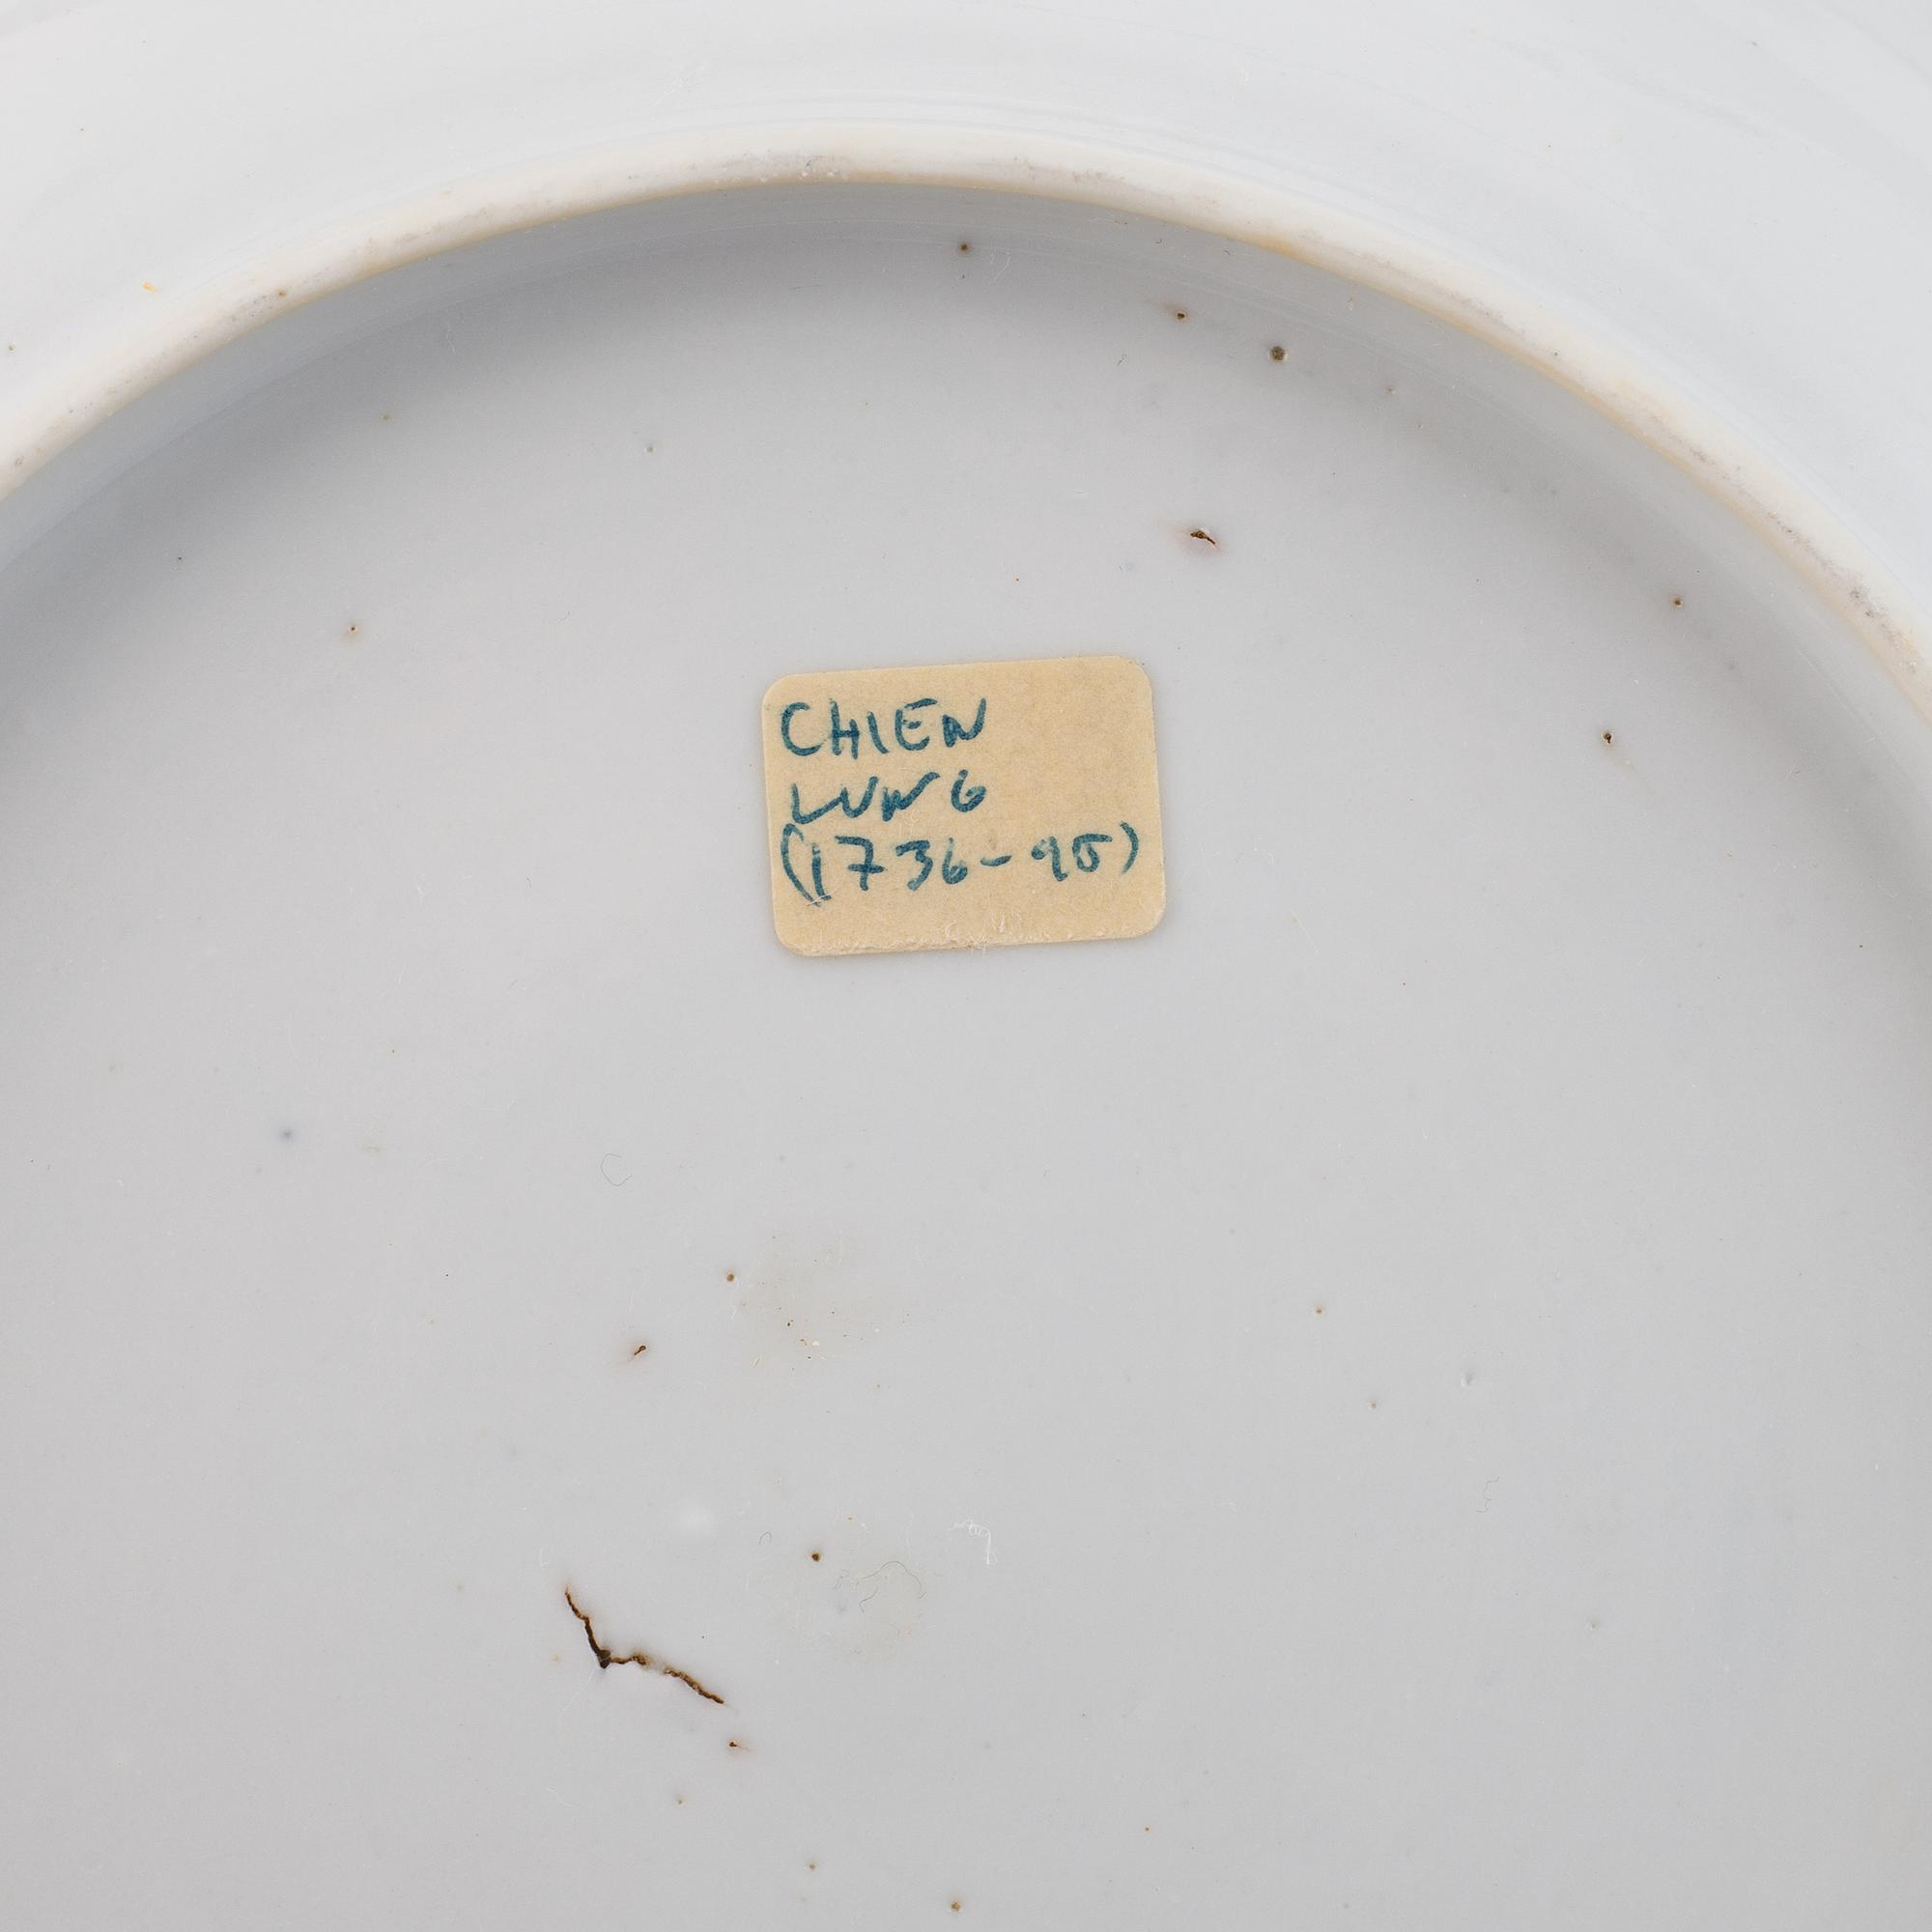 CHIEN
LUNG
(1736-95)